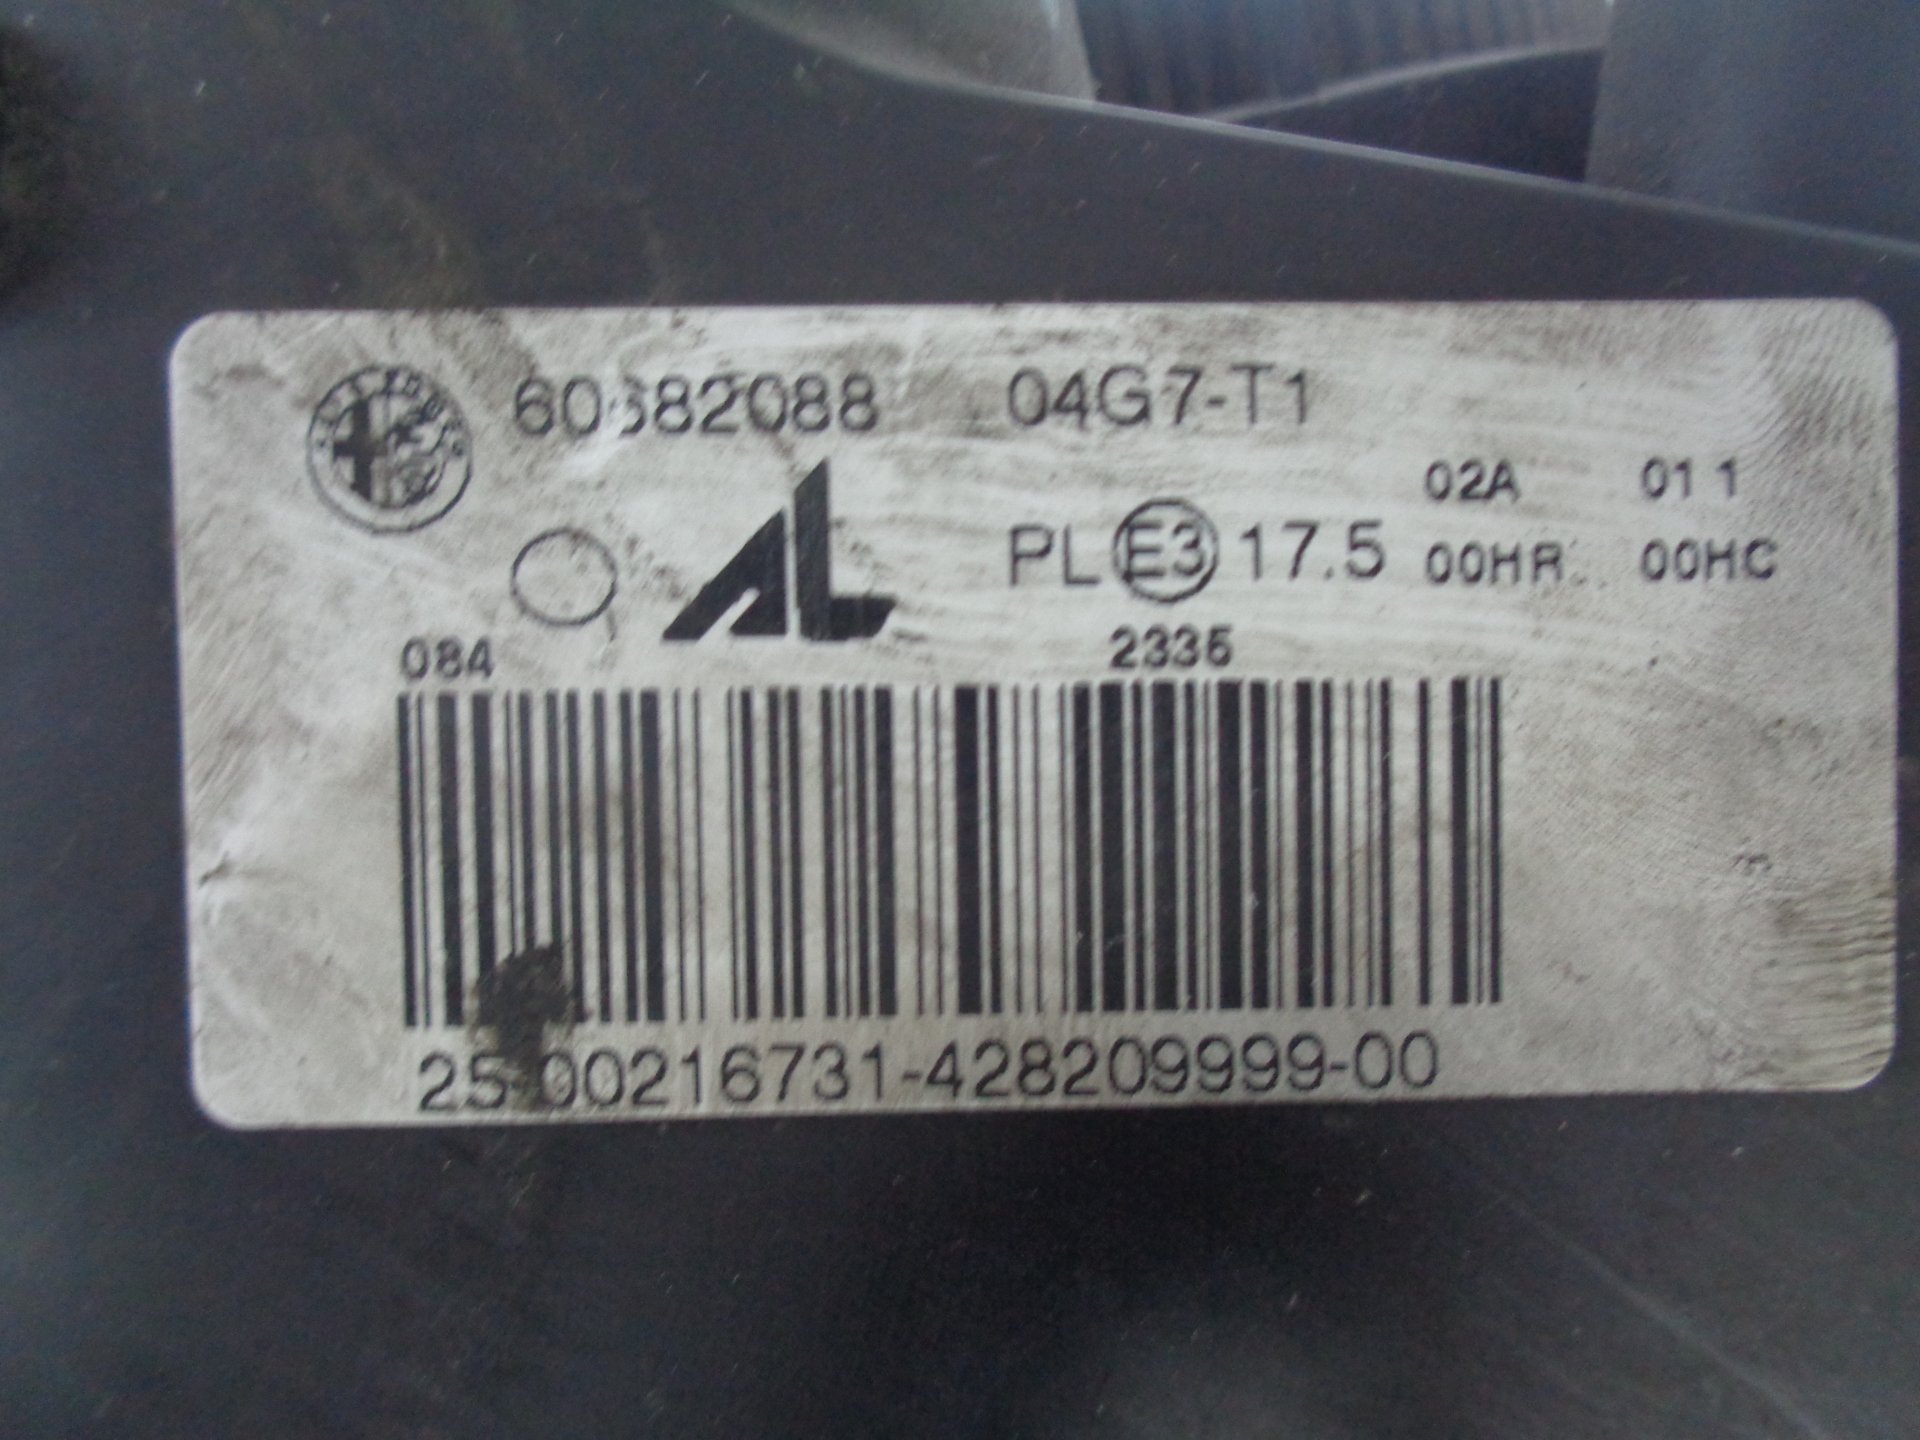 60682088 04G7-T1
02A 01 1
PL E3 17.5 00HR 00HC
084 2335
25-00216731-428209999-00